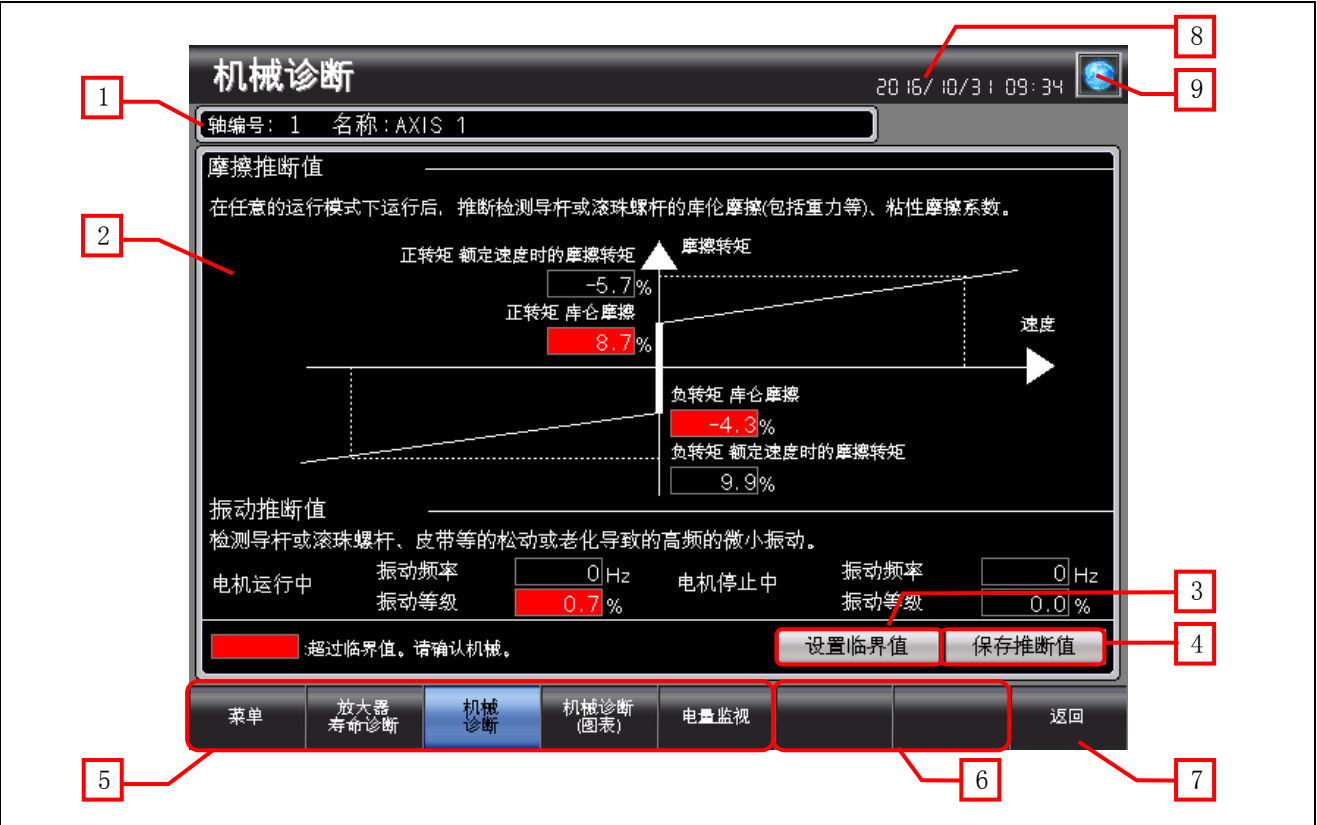 8
机械诊断
2016/10/31 09:34
9
1
轴编号: 1 名称:AXIS 1
摩擦推断值
在任意的运行模式下运行后, 推断检测导杆或滚珠螺杆的库伦摩擦(包括重力等)、粘性摩擦系数。
2
正转矩 额定速度时的摩擦转矩
摩擦转矩
-5.7%
正转矩 库仑摩擦
8.7%
速度
负转矩 库仑摩擦
-4.3%
负转矩 额定速度时的摩擦转矩
9.9%
振动推断值
检测导杆或滚珠螺杆、皮带等的松动或老化导致的高频的微小振动。
电机运行中 振动频率 0Hz 电机停止中 振动频率 0Hz
振动等级 0.7% 振动等级 0.0%
3
:超过临界值。请确认机械。 设置临界值 保存推断值
4
菜单 放大器 机械 机械诊断 电量监视 返回
寿命诊断 诊断 (图表)
5
6
7